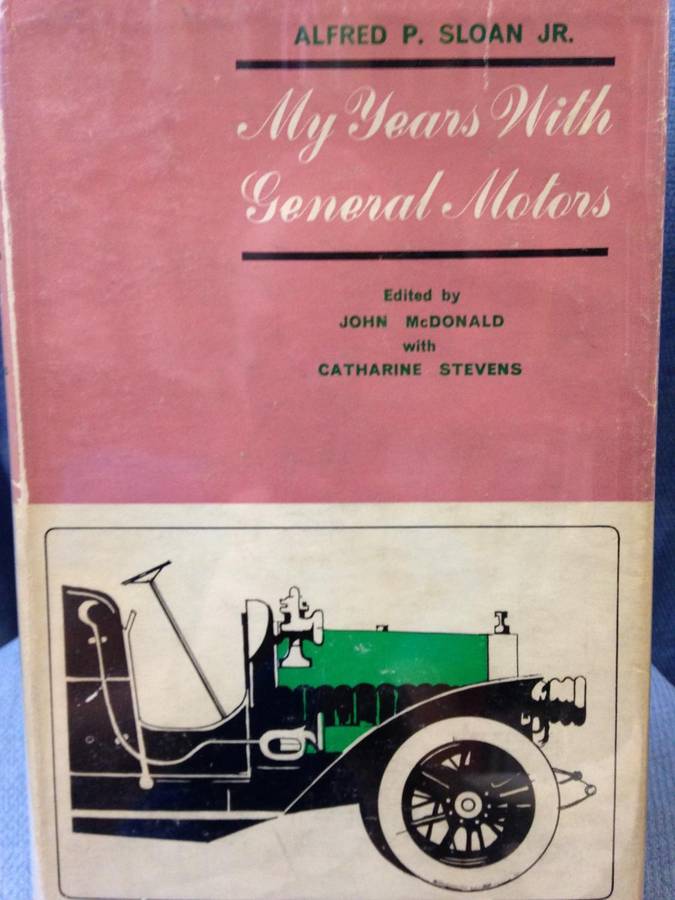 ALFRED P. SLOAN JR.
My Years With
General Motors
Edited by
JOHN McDONALD
with
CATHARINE STEVENS